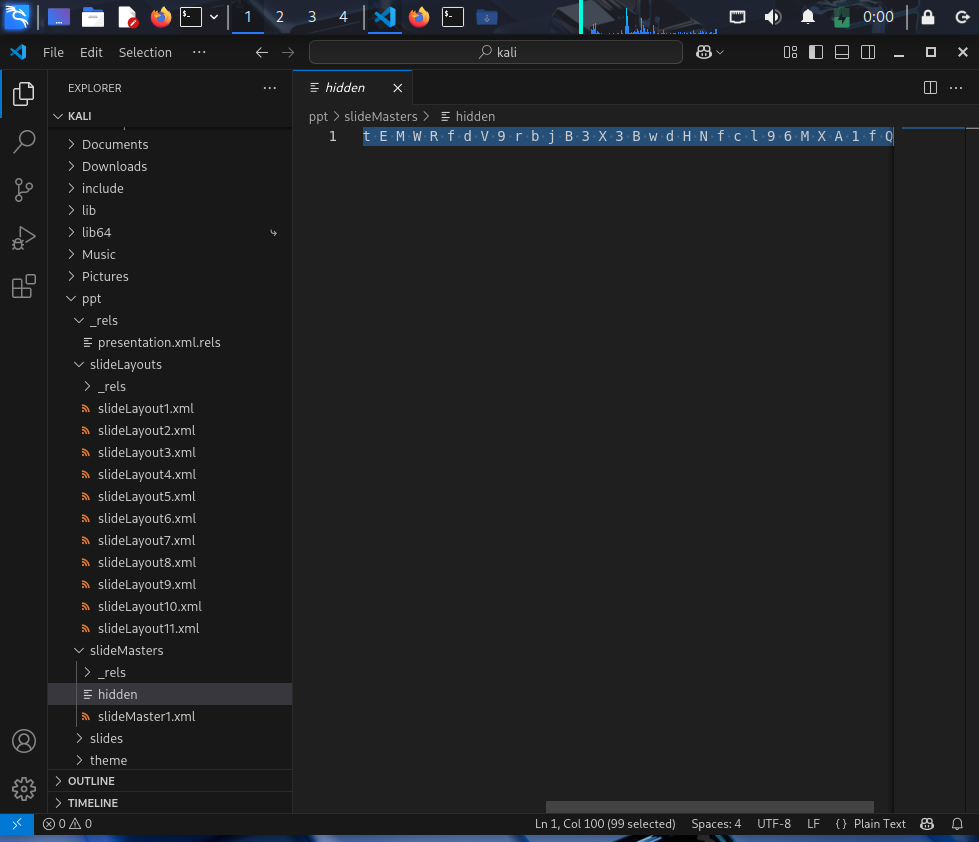 1 2 3 4 0:00
File Edit Selection ··· kali
EXPLORER ··· hidden
KALI ppt > slideMasters > hidden
1 t E M W R f d V 9 r b j B 3 X 3 B w d H N f c l 9 6 M X A 1 f Q
Documents
Downloads
include
lib
lib64
Music
Pictures
ppt
_rels
presentation.xml.rels
slideLayouts
_rels
slideLayout1.xml
slideLayout2.xml
slideLayout3.xml
slideLayout4.xml
slideLayout5.xml
slideLayout6.xml
slideLayout7.xml
slideLayout8.xml
slideLayout9.xml
slideLayout10.xml
slideLayout11.xml
slideMasters
_rels
hidden
slideMaster1.xml
slides
theme
OUTLINE
TIMELINE
0 0 Ln 1, Col 100 (99 selected) Spaces: 4 UTF-8 LF {} Plain Text